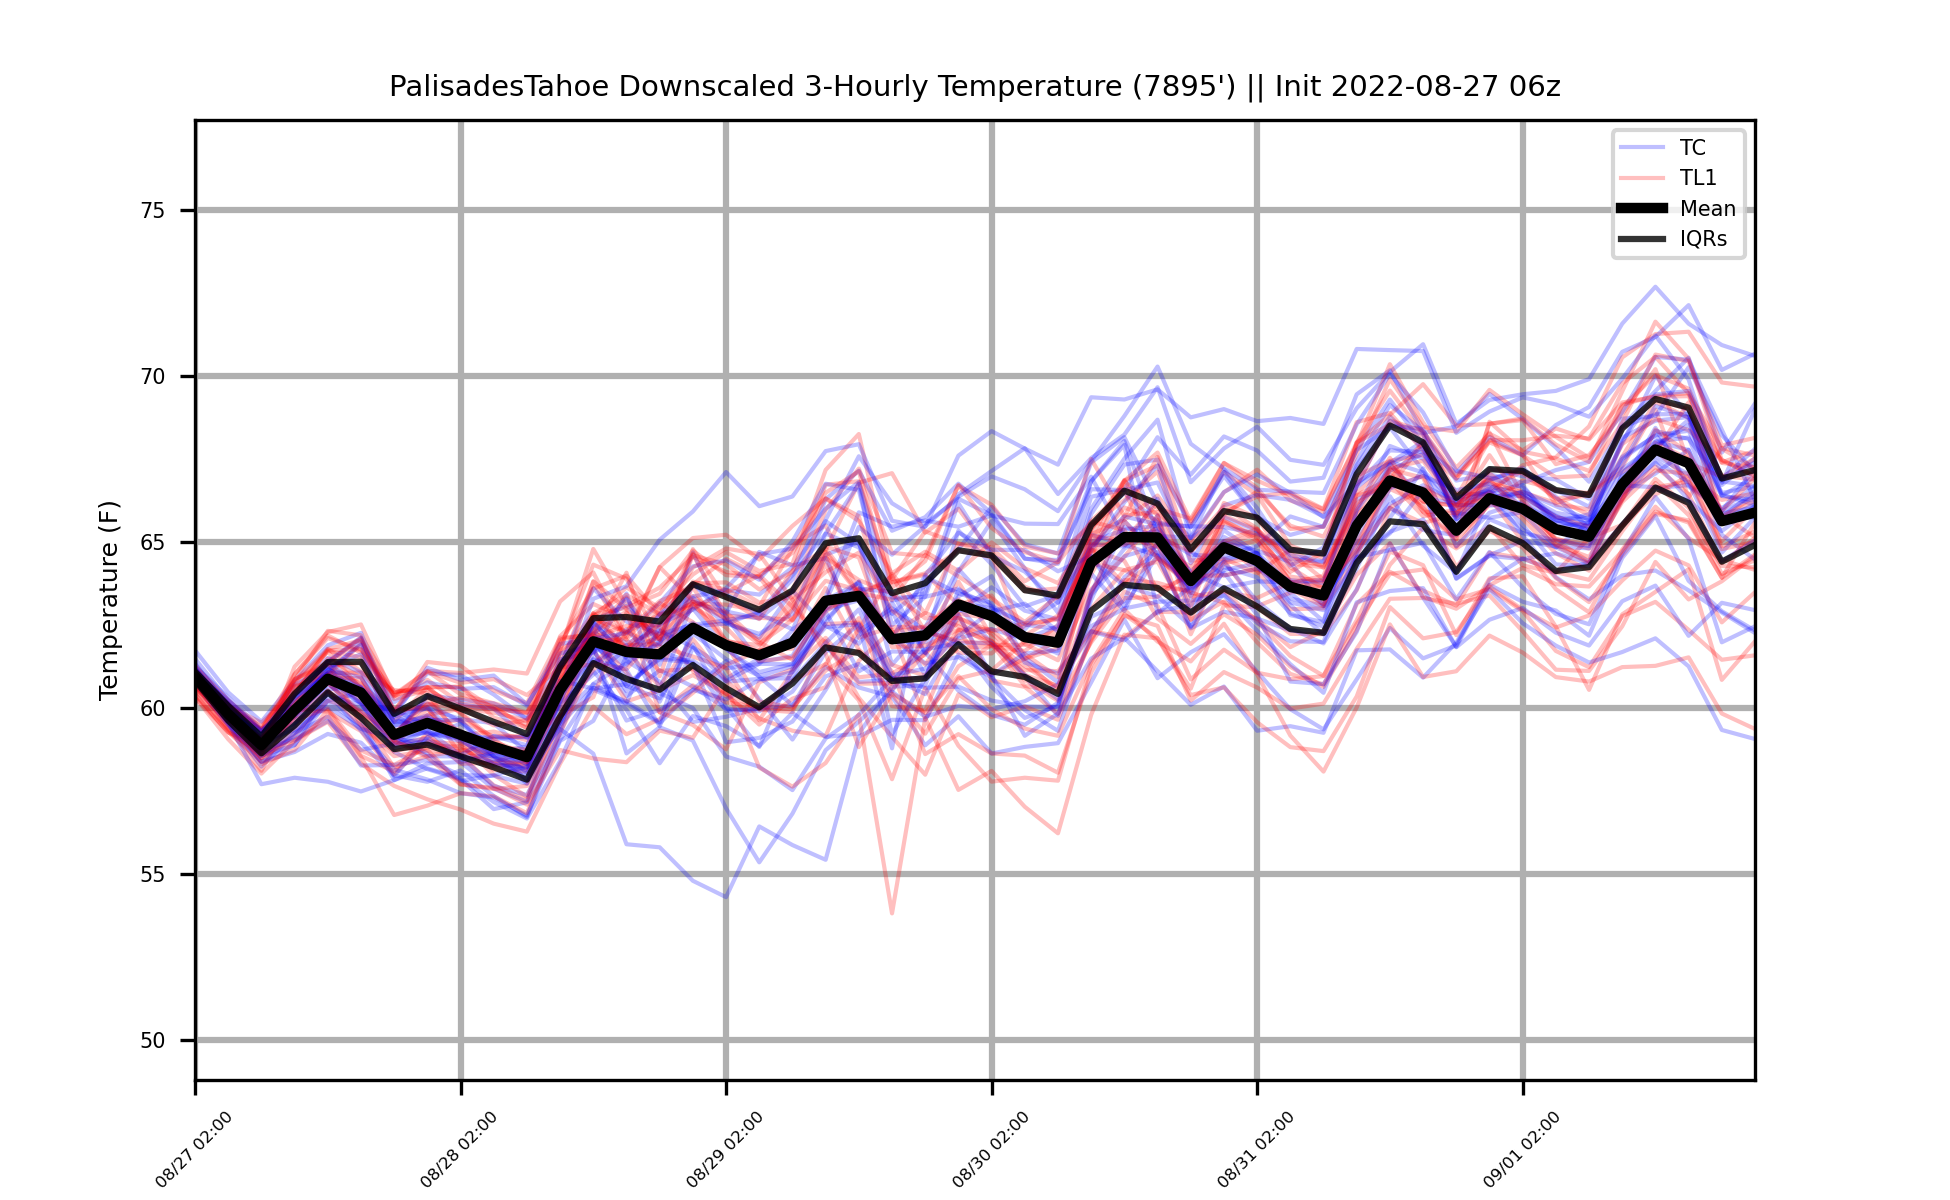 PalisadesTahoe Downscaled 3-Hourly Temperature (7895') || Init 2022-08-27 06z
TC
TL1
Mean
IQRs
Temperature (F)
75
70
65
60
55
50
08/27 02:00
08/28 02:00
08/29 02:00
08/30 02:00
08/31 02:00
09/01 02:00